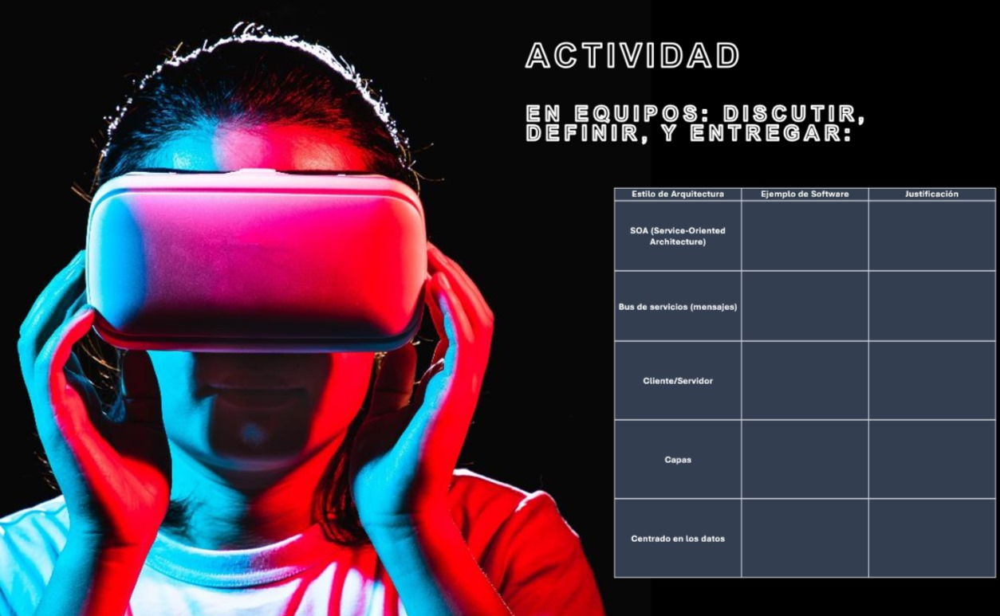 ACTIVIDAD
EN EQUIPOS: DISCUTIR,
DEFINIR, Y ENTREGAR:
Estilo de Arquitectura Ejemplo de Software Justificación
SOA (Service-Oriented
Architecture)
Bus de servicios (mensajes)
Cliente/Servidor
Capas
Centrado en los datos